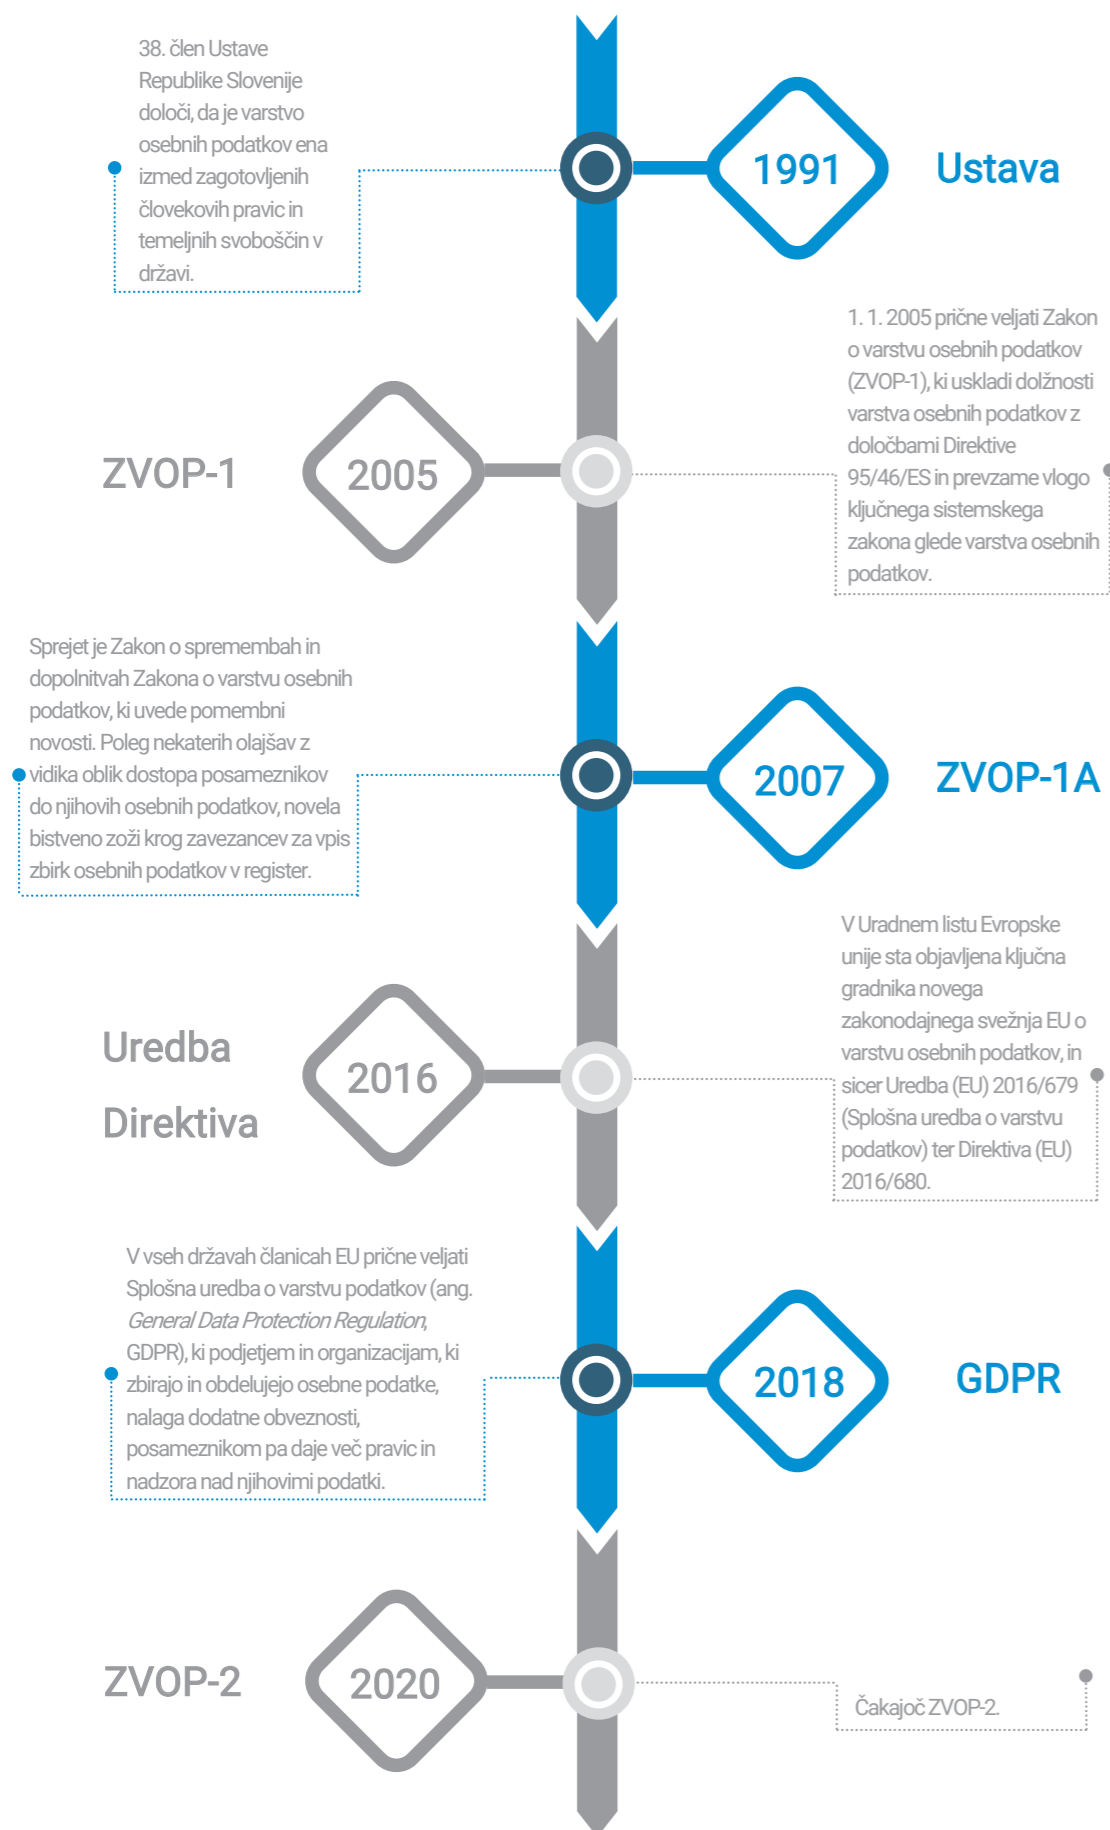 38. člen Ustave
Republike Slovenije
določi, da je varstvo
osebnih podatkov ena
izmed zagotovljenih
človekovih pravic in
temeljnih svoboščin v
državi.
1991
Ustava
ZVOP-1
2005
1. 1. 2005 prične veljati Zakon
o varstvu osebnih podatkov
(ZVOP-1), ki uskladi dolžnosti
varstva osebnih podatkov z
določbami Direktive
95/46/ES in prevzame vlogo
ključnega sistemskega
zakona glede varstva osebnih
podatkov.
Sprejet je Zakon o spremembah in
dopolnitvah Zakona o varstvu osebnih
podatkov, ki uvede pomembni
novosti. Poleg nekaterih olajšav z
vidika oblik dostopa posameznikov
do njihovih osebnih podatkov, novela
bistveno zoži krog zavezancev za vpis
zbirk osebnih podatkov v register.
2007
ZVOP-1A
Uredba
Direktiva
2016
V Uradnem listu Evropske
unije sta objavljena ključna
gradnika novega
zakonodajnega svežnja EU o
varstvu osebnih podatkov, in
sicer Uredba (EU) 2016/679
(Splošna uredba o varstvu
podatkov) ter Direktiva (EU)
2016/680.
V vseh državah članicah EU prične veljati
Splošna uredba o varstvu podatkov (ang.
General Data Protection Regulation,
GDPR), ki podjetjem in organizacijam, ki
zbirajo in obdelujejo osebne podatke,
nalaga dodatne obveznosti,
posameznikom pa daje več pravic in
nadzora nad njihovimi podatki.
2018
GDPR
ZVOP-2
2020
Čakajoč ZVOP-2.